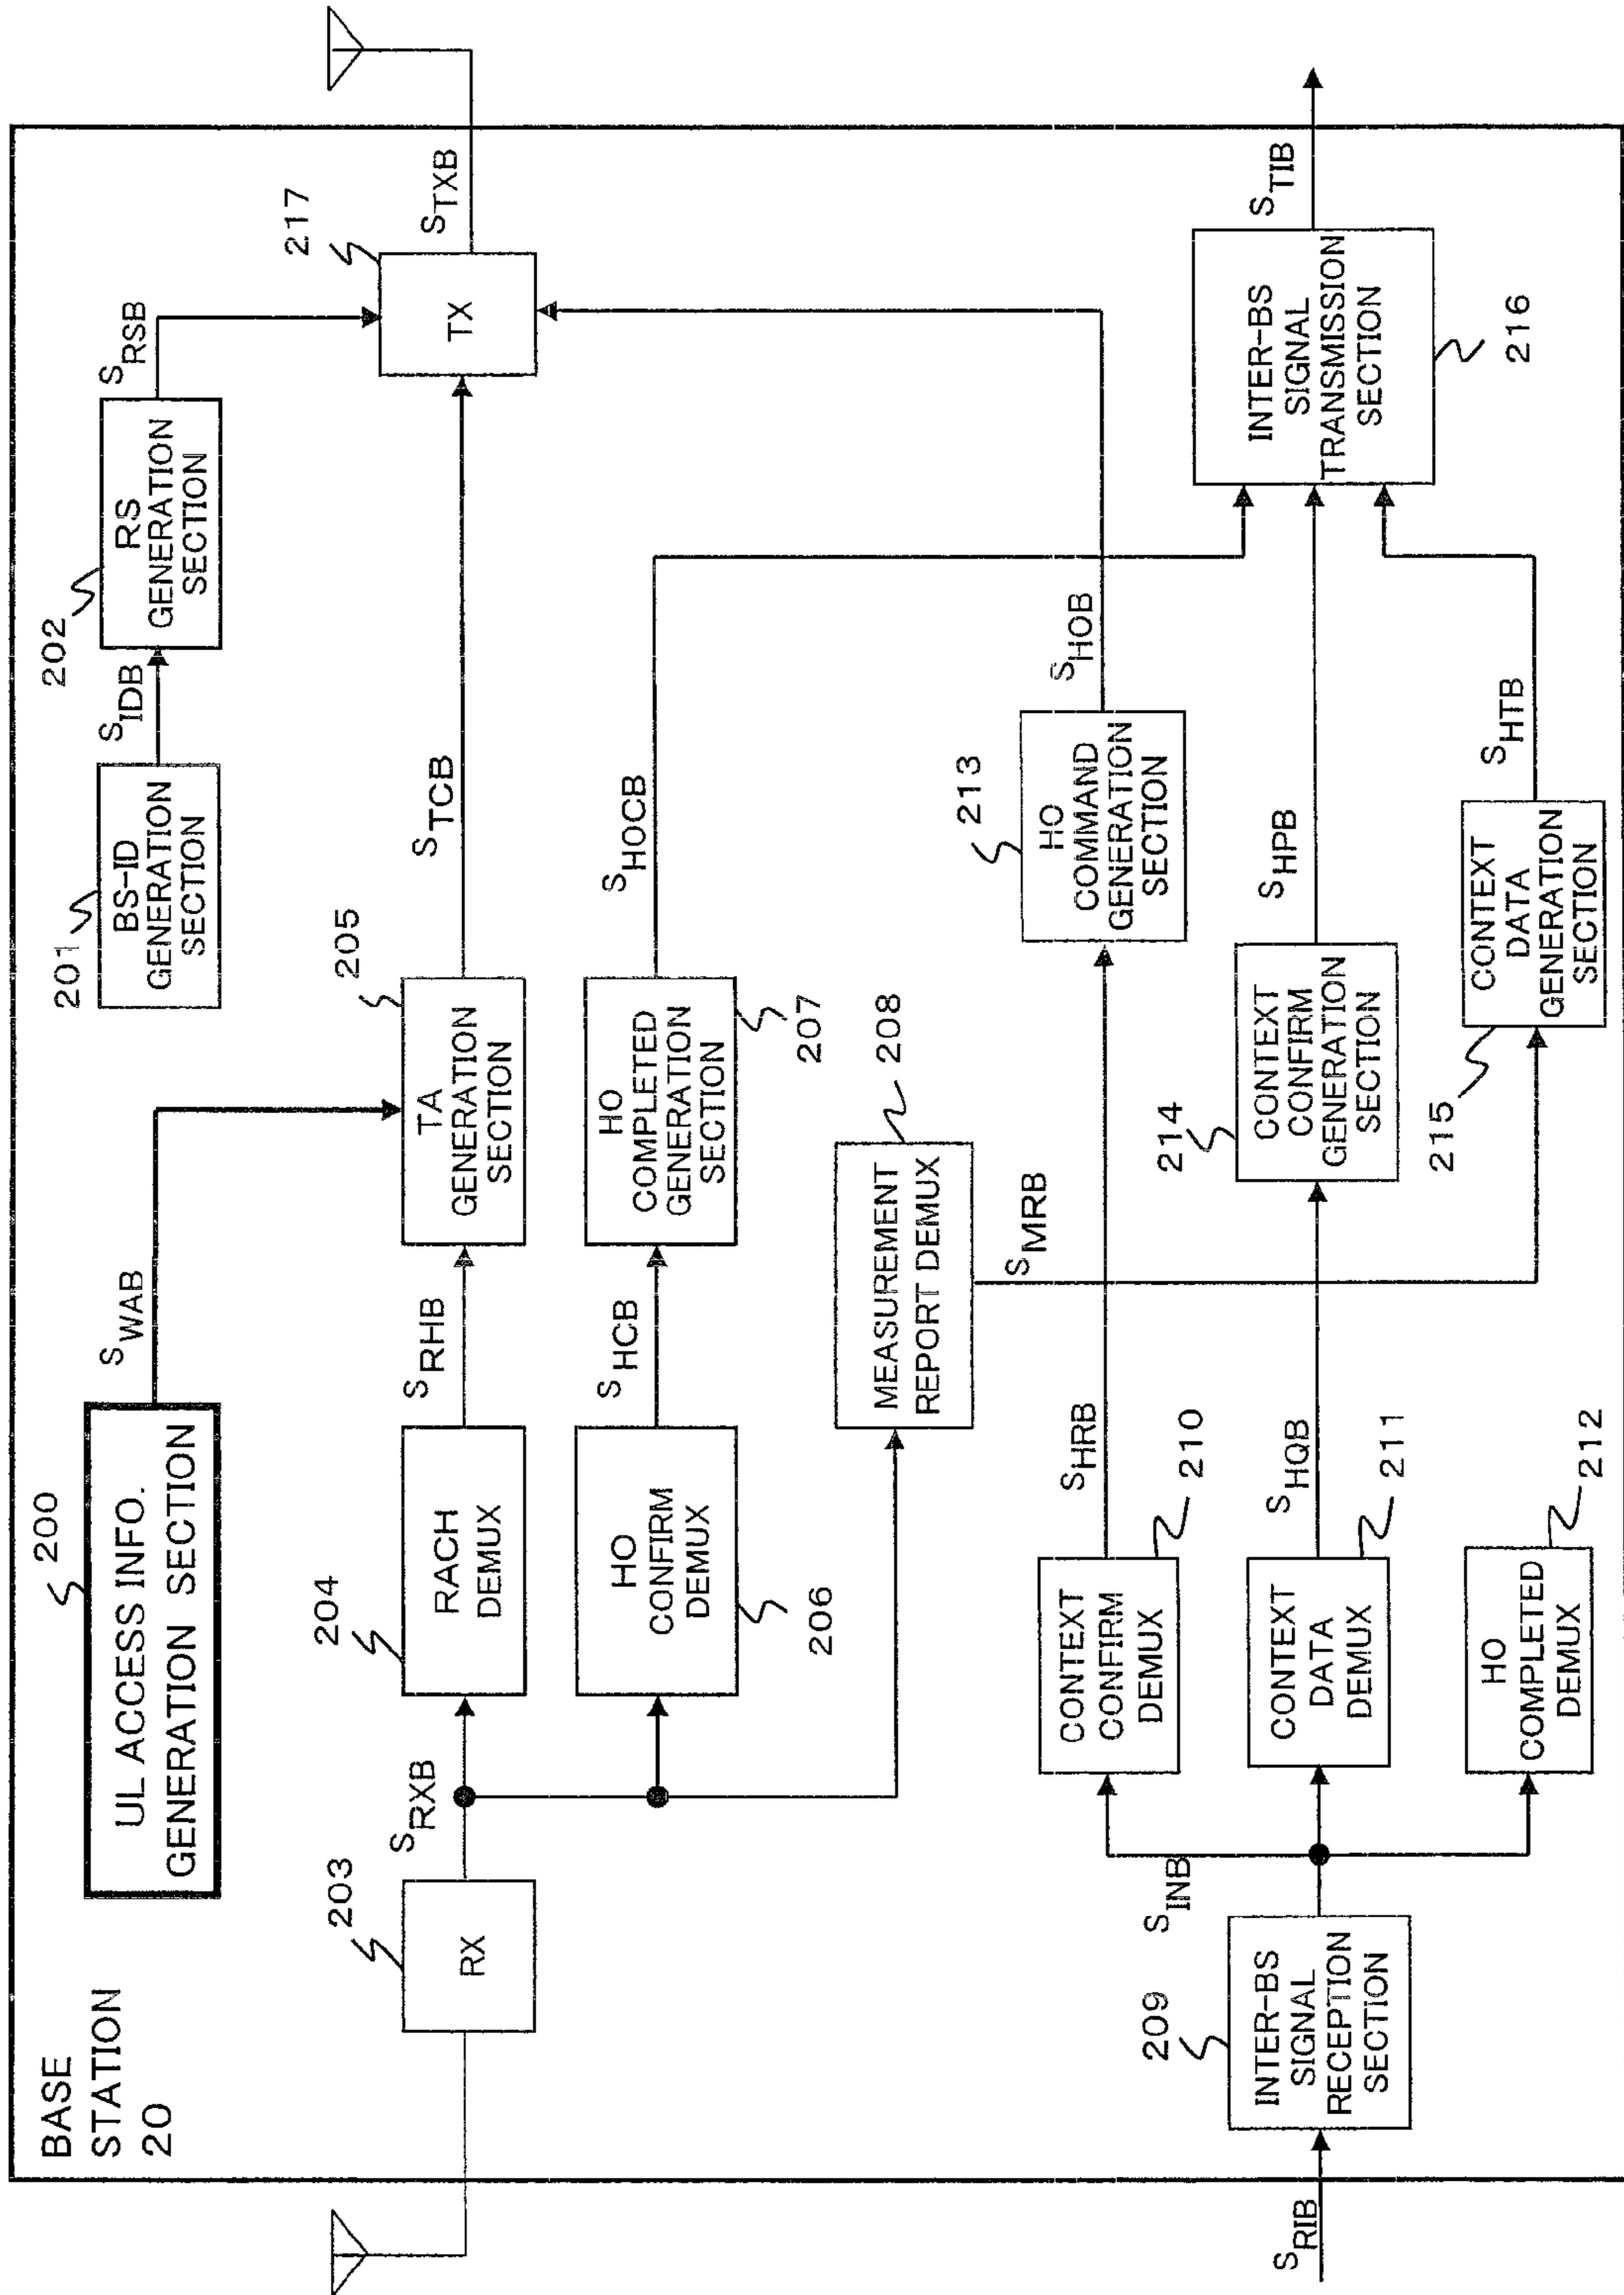 BASE
STATION
20
200
UL ACCESS INFO.
GENERATION SECTION
S_WAB
201
BS-ID
GENERATION
SECTION
S_IDB
202
RS
GENERATION
SECTION
S_RSB
203
RX
S_RXB
204
RACH
DEMUX
S_RHB
205
TA
GENERATION
SECTION
S_TCB
217
TX
S_TXB
206
HO
CONFIRM
DEMUX
S_HCB
207
HO
COMPLETED
GENERATION
SECTION
S_HOCB
208
MEASUREMENT
REPORT DEMUX
S_MRB
S_RIB
209
INTER-BS
SIGNAL
RECEPTION
SECTION
S_INB
210
CONTEXT
CONFIRM
DEMUX
S_HRB
213
HO
COMMAND
GENERATION
SECTION
S_HOB
211
CONTEXT
DATA
DEMUX
S_HQB
214
CONTEXT
CONFIRM
GENERATION
SECTION
S_HPB
212
HO
COMPLETED
DEMUX
215
CONTEXT
DATA
GENERATION
SECTION
S_HTB
INTER-BS
SIGNAL
TRANSMISSION
SECTION
216
S_TIB